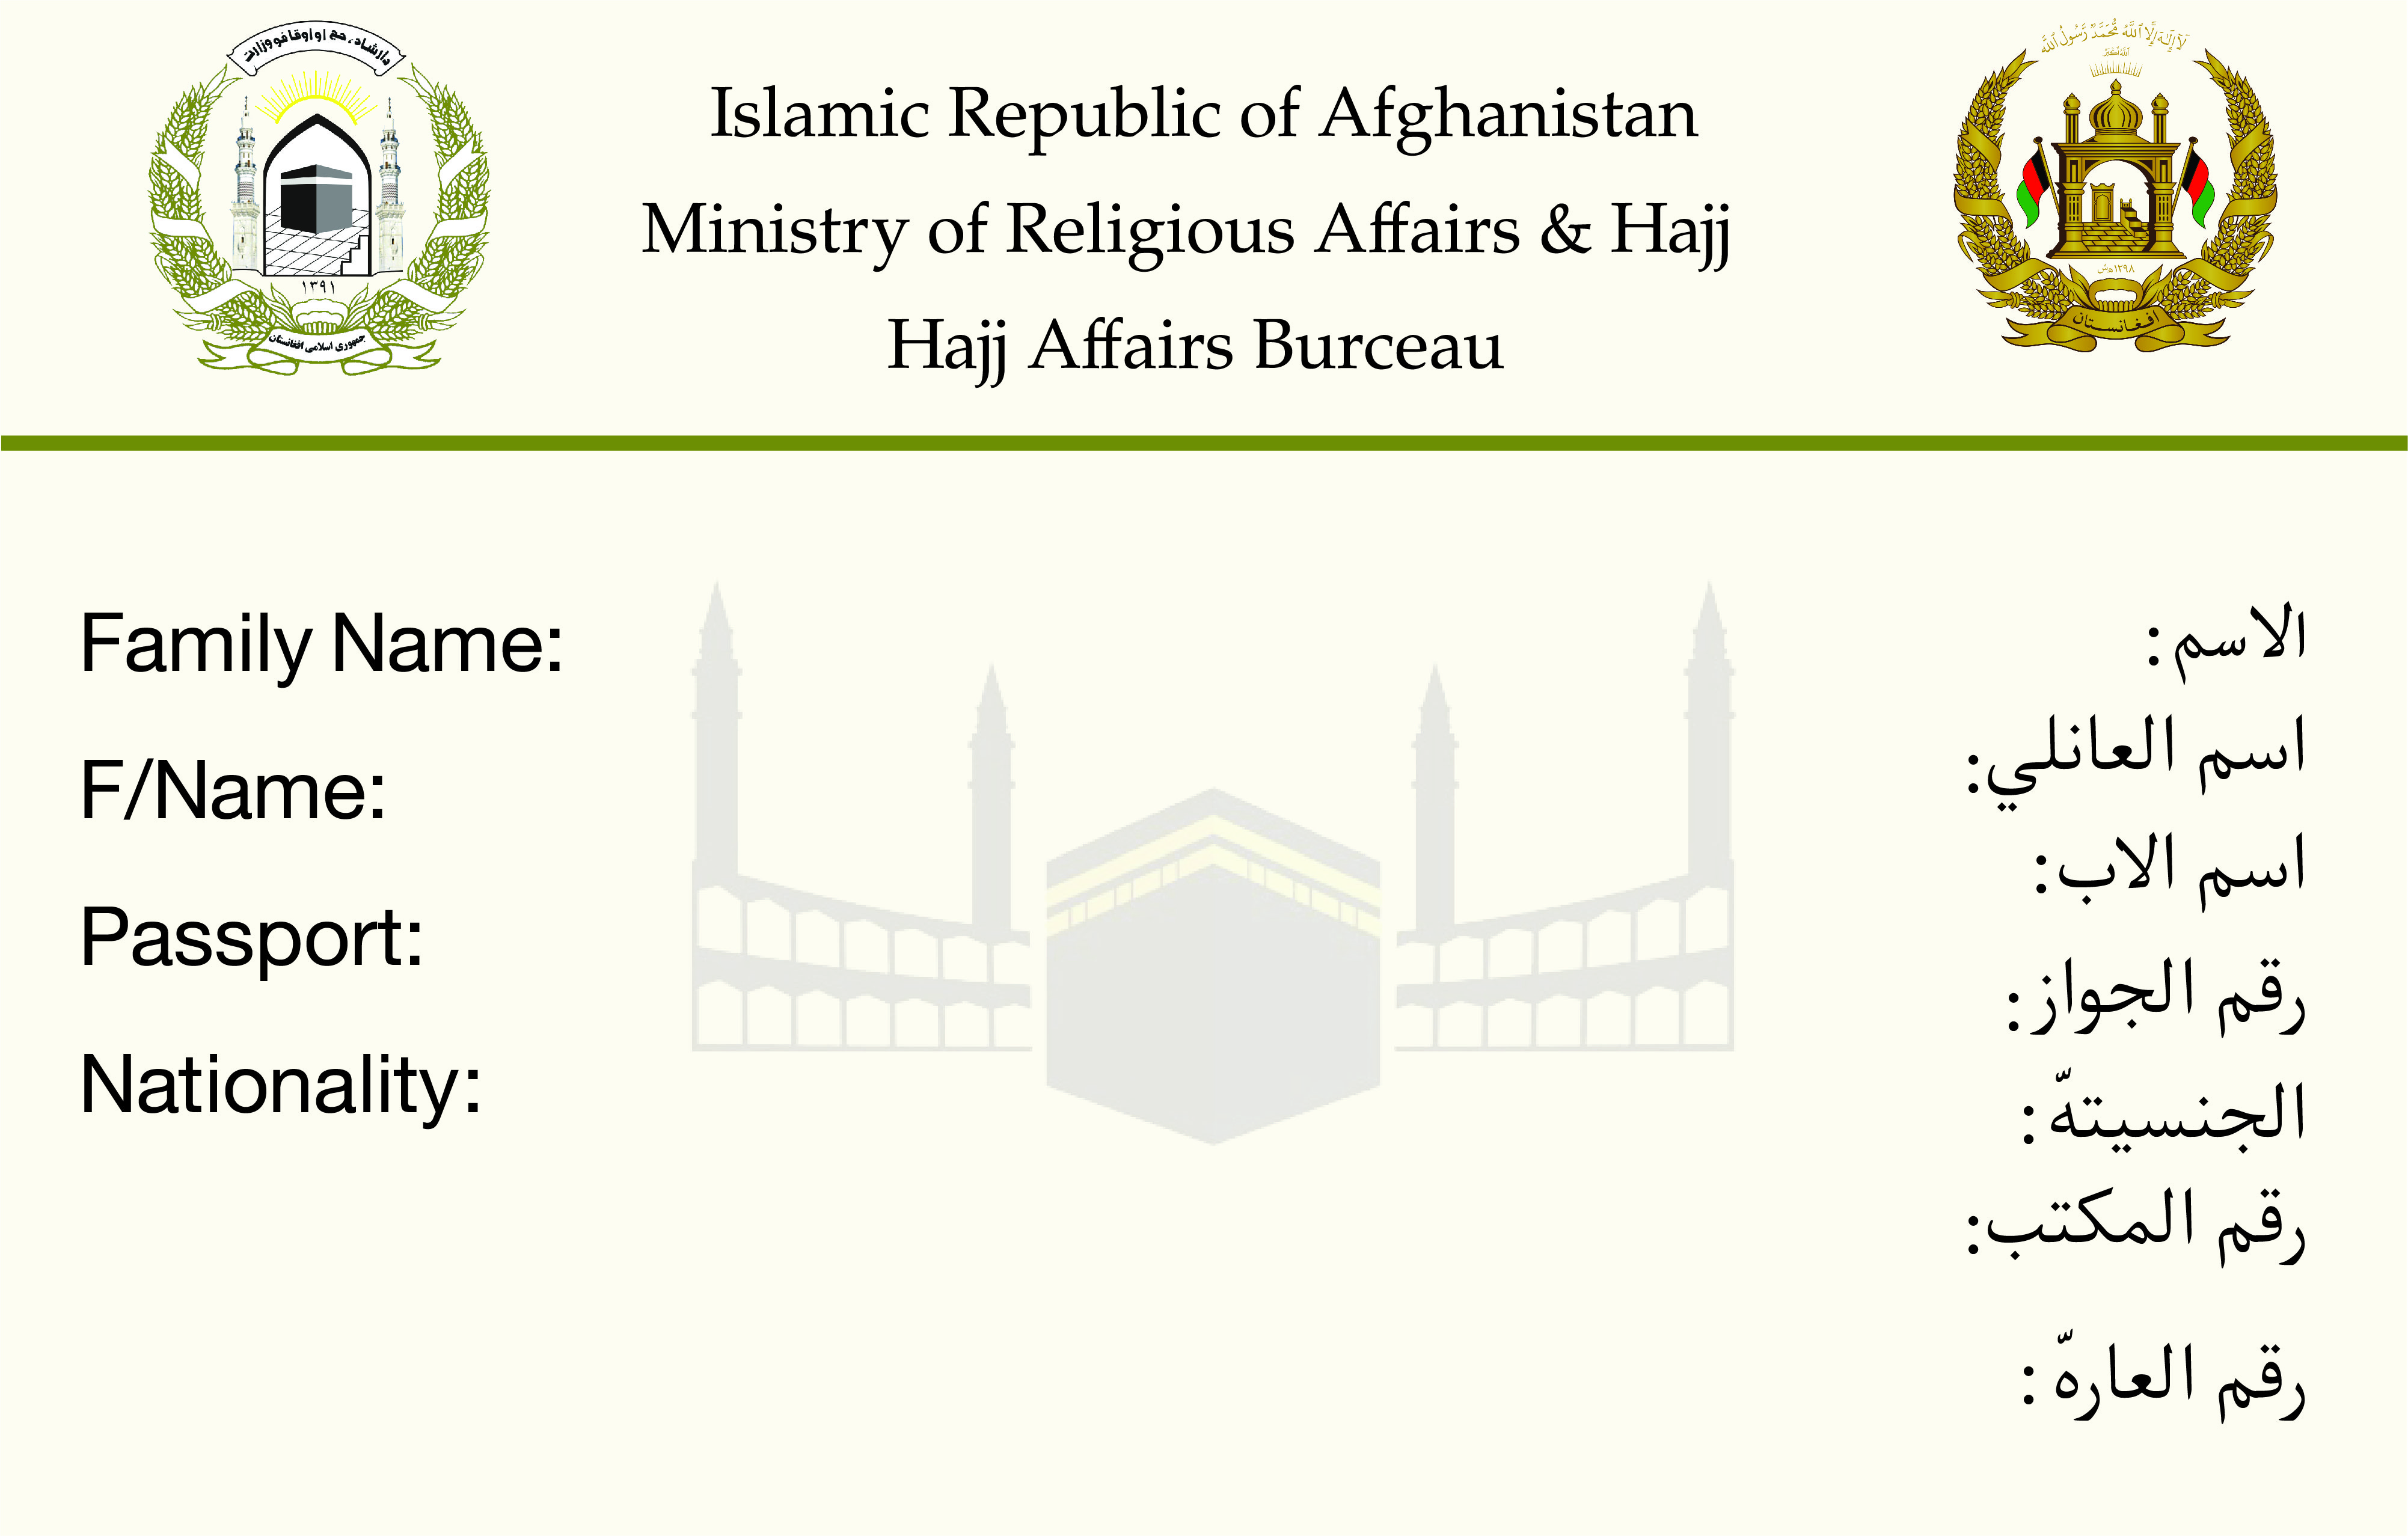 د ارشاد، حج او اوقافو وزارت
۱۳۹۱
جمهوری اسلامی افغانستان
Islamic Republic of Afghanistan
Ministry of Religious Affairs & Hajj
Hajj Affairs Burceau
لا إله إلا الله محمد رسول الله
الله أكبر
۱۲۹۸ هش
افغانستان
Family Name:
F/Name:
Passport:
Nationality:
الاسم:
اسم العانلي:
اسم الاب:
رقم الجواز:
الجنسيتهّ:
رقم المكتب:
رقم العارهّ: